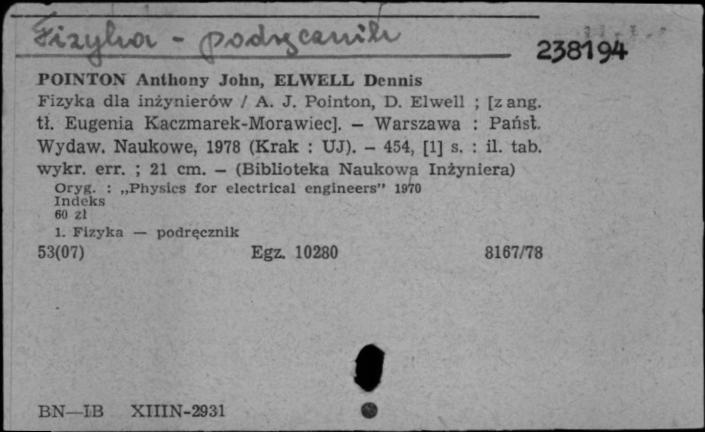 Fizyka - podręcznik
238194
POINTON Anthony John, ELWELL Dennis
Fizyka dla inżynierów / A. J. Pointon, D. Elwell ; [z ang.
tł. Eugenia Kaczmarek-Morawiec]. — Warszawa : Państ.
Wydaw. Naukowe, 1978 (Krak : UJ). — 454, [1] s. : il. tab.
wykr. err. ; 21 cm. — (Biblioteka Naukowa Inżyniera)
Oryg. : „Physics for electrical engineers” 1970
Indeks
60 zł
1. Fizyka — podręcznik
53(07) Egz. 10280 8167/78
BN—IB XIIIN-2931